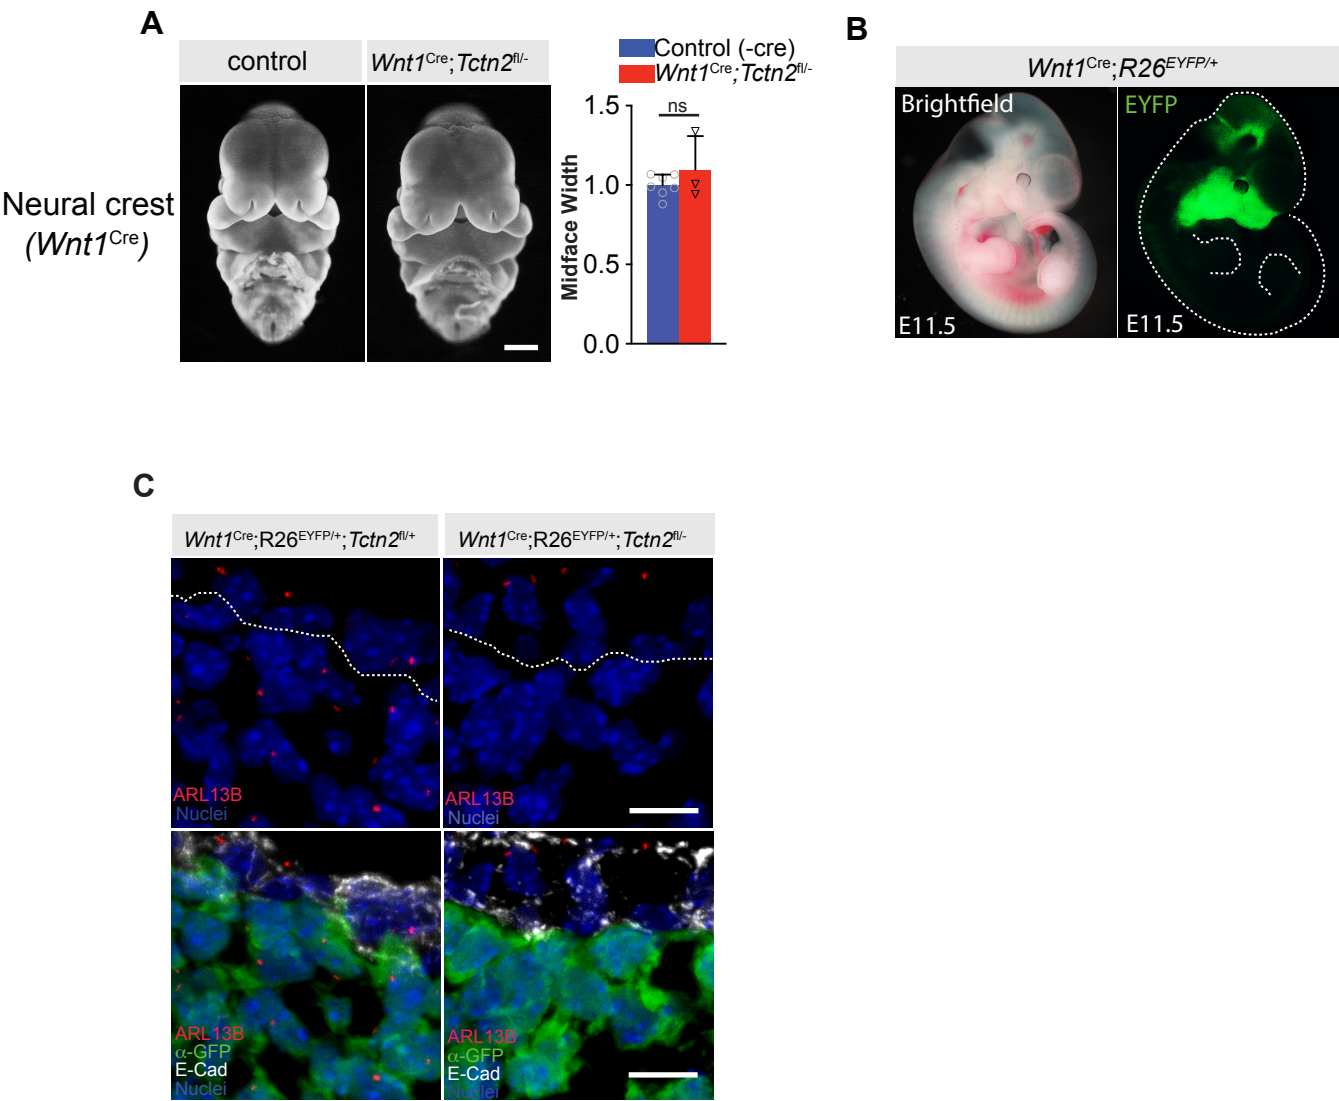 A
control
Wnt1Cre;Tctn2fl/-
Neural crest
(Wnt1Cre)
Control (-cre)
Wnt1Cre;Tctn2fl/-
ns
1.5
1.0
0.5
0.0
Midface Width
B
Wnt1Cre;R26EYFP/+
Brightfield
E11.5
EYFP
E11.5
C
Wnt1Cre;R26EYFP/+;Tctn2fl/+
Wnt1Cre;R26EYFP/+;Tctn2fl/-
ARL13B
Nuclei
ARL13B
Nuclei
ARL13B
α-GFP
E-Cad
Nuclei
ARL13B
α-GFP
E-Cad
Nuclei